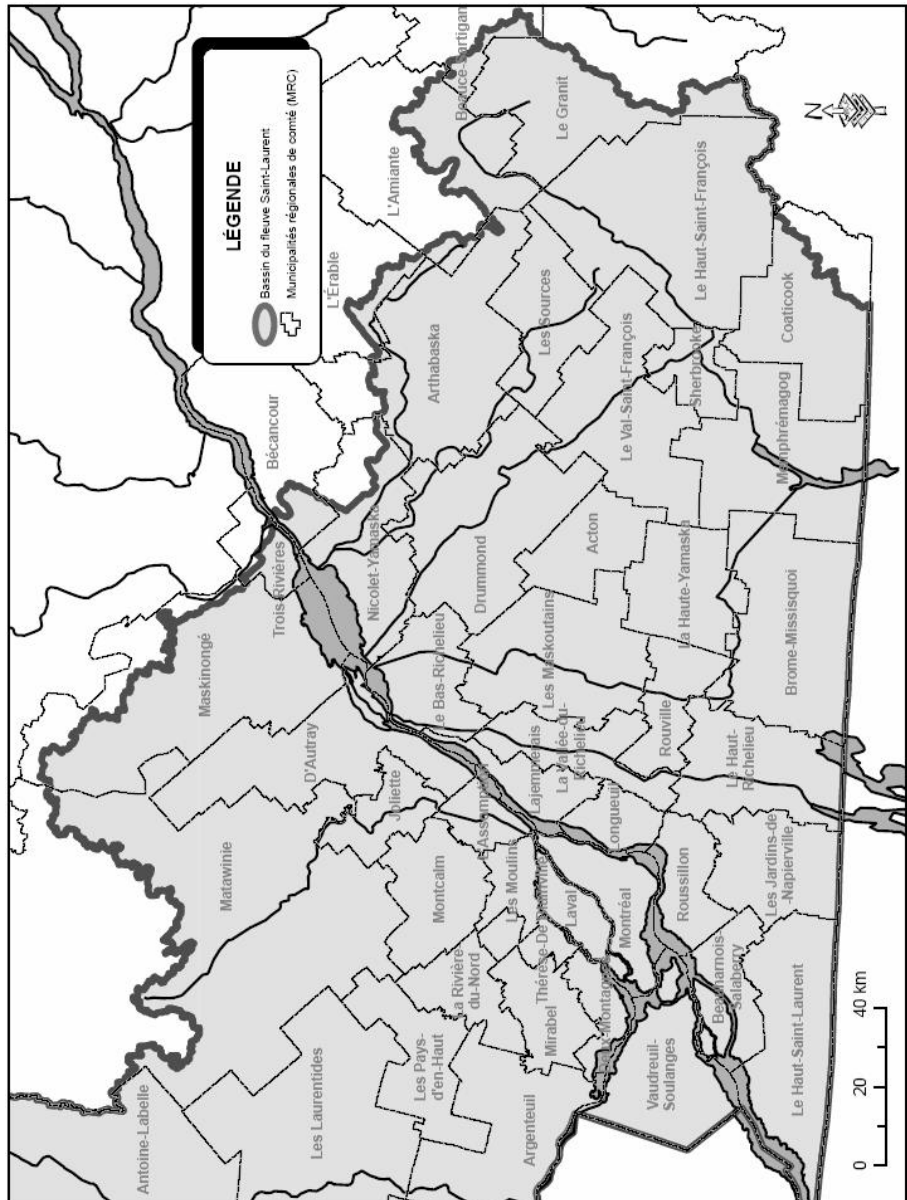 LÉGENDE
Bassin du fleuve Saint-Laurent
Municipalités régionales de comté (MRC)
N
Antoine-Labelle
Matawinie
Maskinongé
Les Laurentides
D'Autray
Trois-Rivières
Bécancour
L'Érable
L'Amiante
Beauce-Sartigan
Les Pays-
d'en-Haut
La Rivière
du-Nord
Montcalm
Joliette
Nicolet-Yamaska
Arthabaska
Le Granit
Argenteuil
Mirabel
Les Moulins
L'Assomption
Le Bas-Richelieu
Drummond
Les Sources
Laval
Lajemmerais
La Vallée-du-
Richelieu
Les Maskoutains
Acton
Le Val-Saint-François
Vaudreuil-
Soulanges
Montréal
Longueuil
Rouville
La Haute-Yamaska
Sherbrooke
Le Haut-Saint-François
Beauharnois-
Salaberry
Roussillon
Le Haut-
Richelieu
Brome-Missisquoi
Memphrémagog
Coaticook
Le Haut-Saint-Laurent
Les Jardins-de-
-Napierville
0 20 40 km